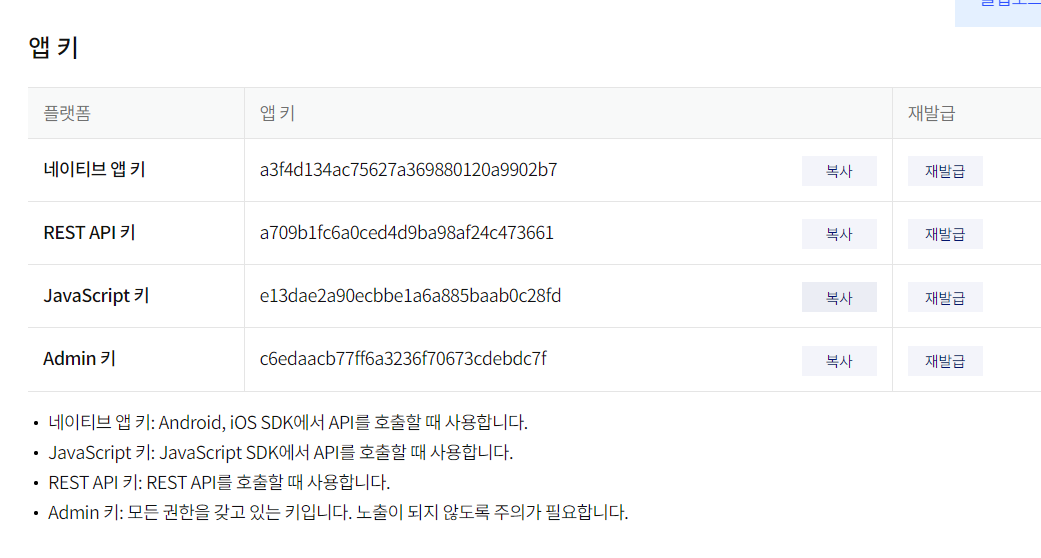 앱 키
플랫폼 앱 키 재발급
네이티브 앱 키 a3f4d134ac75627a369880120a9902b7 복사 재발급
REST API 키 a709b1fc6a0ced4d9ba98af24c473661 복사 재발급
JavaScript 키 e13dae2a90ecbbe1a6a885baab0c28fd 복사 재발급
Admin 키 c6edaacb77ff6a3236f70673cdebdc7f 복사 재발급
• 네이티브 앱 키: Android, iOS SDK에서 API를 호출할 때 사용합니다.
• JavaScript 키: JavaScript SDK에서 API를 호출할 때 사용합니다.
• REST API 키: REST API를 호출할 때 사용합니다.
• Admin 키: 모든 권한을 갖고 있는 키입니다. 노출이 되지 않도록 주의가 필요합니다.